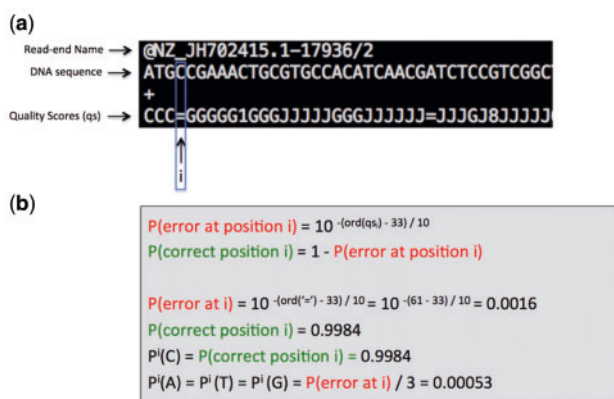 (a)
Read-end Name
@NZ_JH702415.1-17936/2
DNA sequence
ATGCCGAAACTGCGTGCCACATCAACGATCTCCGTCGGC
+
Quality Scores (qs)
CCC=GGGGG1GGGJJJJJGGGJJJJJJ=JJJGJ8JJJJJ
i
(b)
P(error at position i) = 10 -(ord(qsᵢ) - 33) / 10
P(correct position i) = 1 - P(error at position i)
P(error at i) = 10 -(ord('=') - 33) / 10 = 10 -(61 - 33) / 10 = 0.0016
P(correct position i) = 0.9984
Pⁱ(C) = P(correct position i) = 0.9984
Pⁱ(A) = Pⁱ(T) = Pⁱ(G) = P(error at i) / 3 = 0.00053